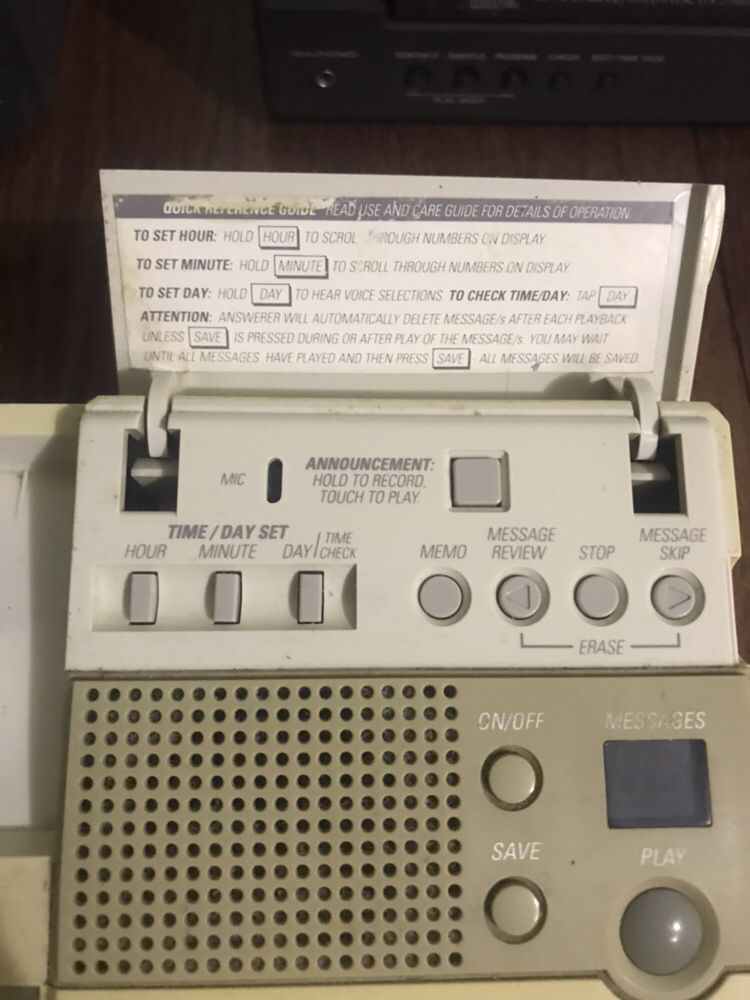 QUICK REFERENCE GUIDE - READ USE AND CARE GUIDE FOR DETAILS OF OPERATION.
TO SET HOUR: HOLD HOUR TO SCROL THROUGH NUMBERS ON DISPLAY.
TO SET MINUTE: HOLD MINUTE TO SCROLL THROUGH NUMBERS ON DISPLAY
TO SET DAY: HOLD DAY TO HEAR VOICE SELECTIONS. TO CHECK TIME/DAY: TAP DAY
ATTENTION: ANSWERER WILL AUTOMATICALLY DELETE MESSAGE/s AFTER EACH PLAYBACK
UNLESS SAVE IS PRESSED DURING OR AFTER PLAY OF THE MESSAGE/s. YOU MAY WAIT
UNTIL ALL MESSAGES HAVE PLAYED AND THEN PRESS SAVE - ALL MESSAGES WILL BE SAVED.
MIC
ANNOUNCEMENT:
HOLD TO RECORD,
TOUCH TO PLAY.
TIME / DAY SET
HOUR MINUTE DAY / TIME CHECK
MEMO
MESSAGE REVIEW
STOP
MESSAGE SKIP
ERASE
ON/OFF
MESSAGES
SAVE
PLAY